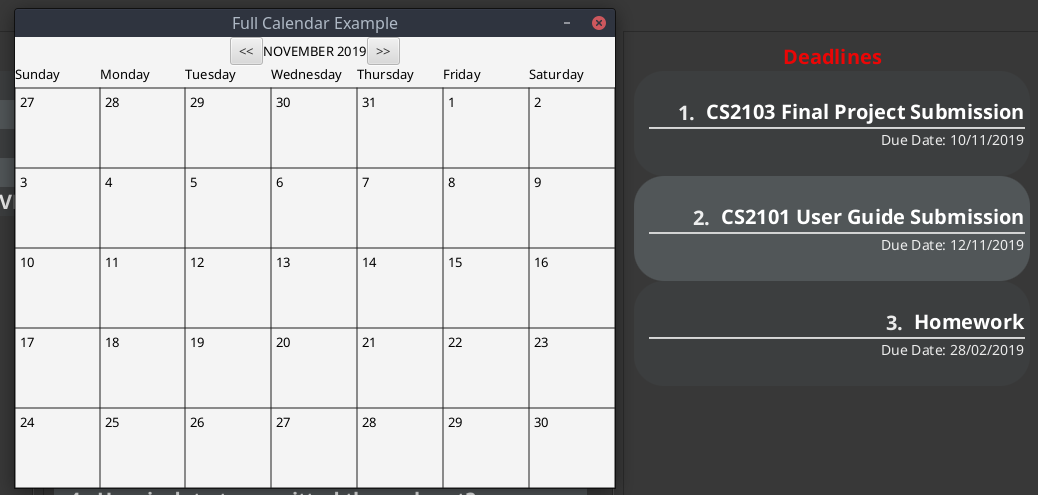 Full Calendar Example
<< NOVEMBER 2019 >>
Sunday Monday Tuesday Wednesday Thursday Friday Saturday
27 28 29 30 31 1 2
3 4 5 6 7 8 9
10 11 12 13 14 15 16
17 18 19 20 21 22 23
24 25 26 27 28 29 30
Deadlines
1. CS2103 Final Project Submission
Due Date: 10/11/2019
2. CS2101 User Guide Submission
Due Date: 12/11/2019
3. Homework
Due Date: 28/02/2019